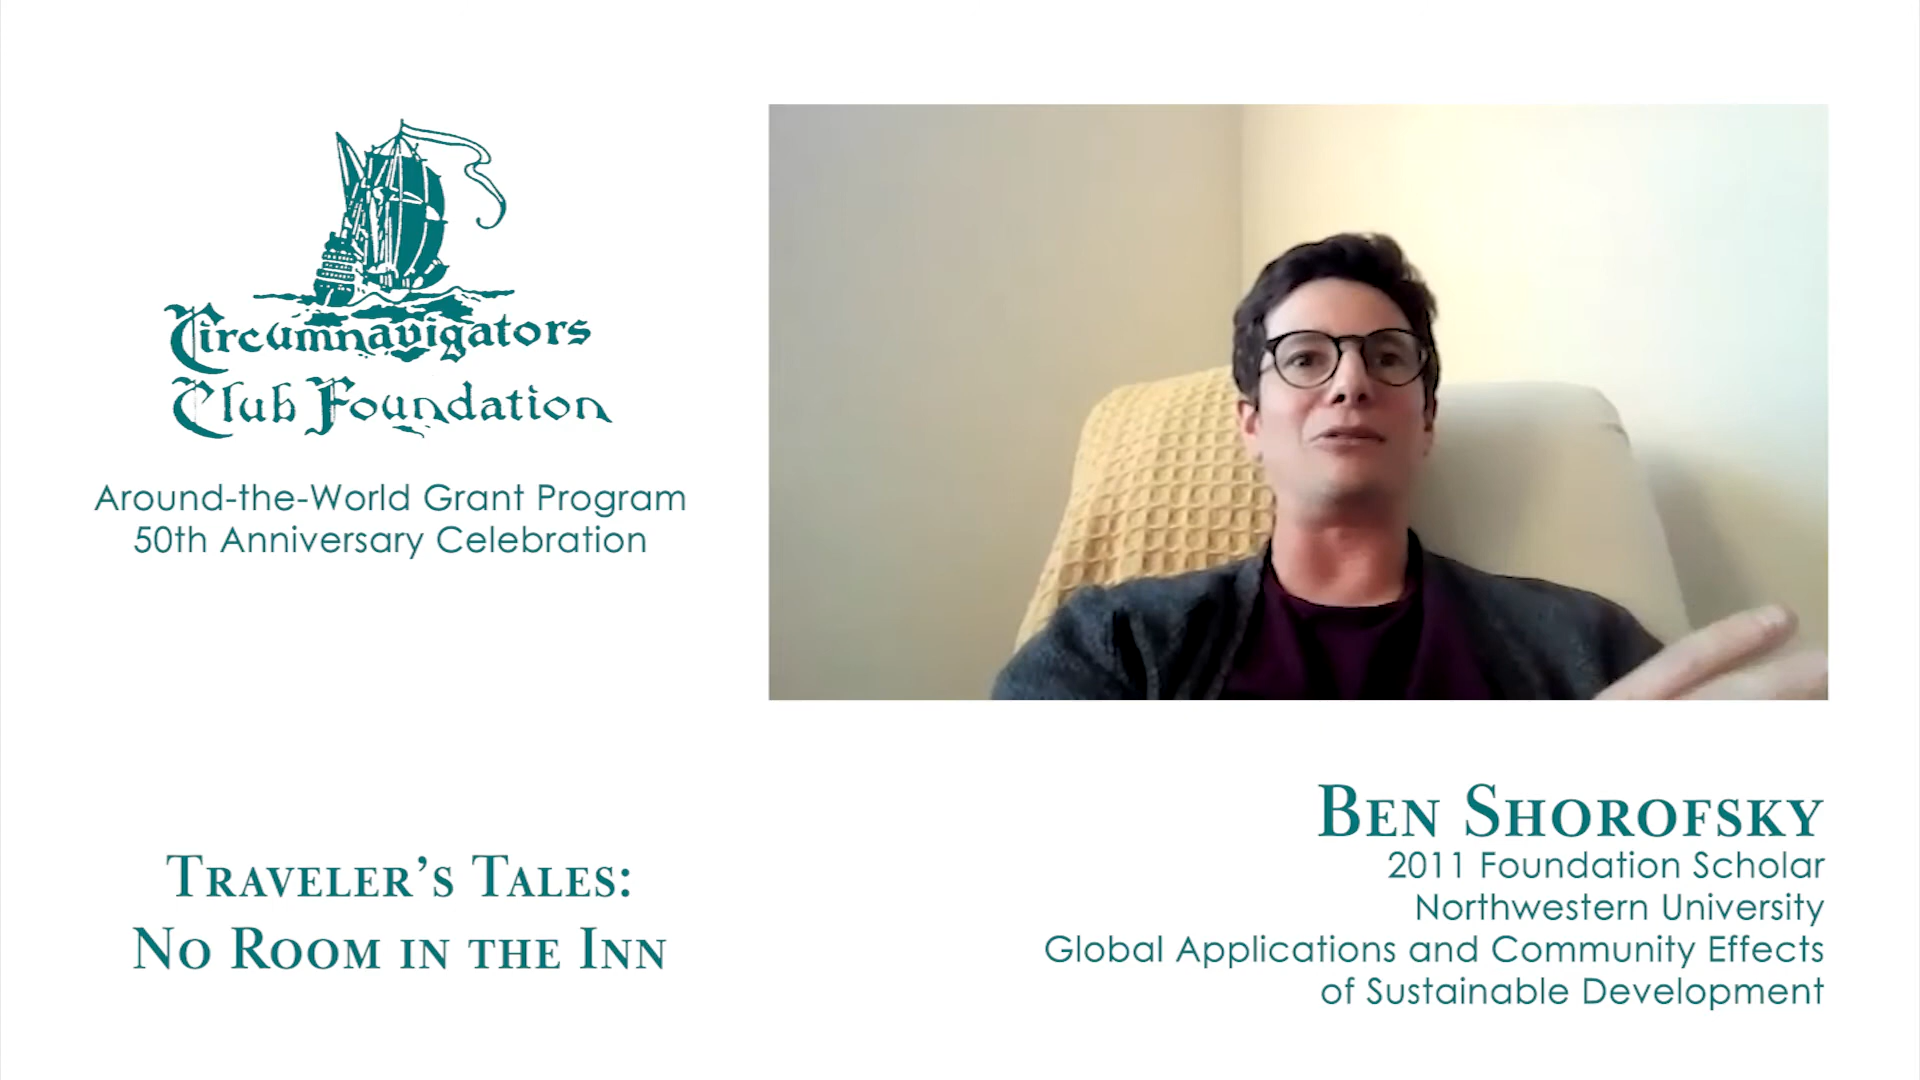 Circumnavigators
Club Foundation
Around-the-World Grant Program
50th Anniversary Celebration
Traveler's Tales:
No Room in the Inn
Ben Shorofsky
2011 Foundation Scholar
Northwestern University
Global Applications and Community Effects
of Sustainable Development